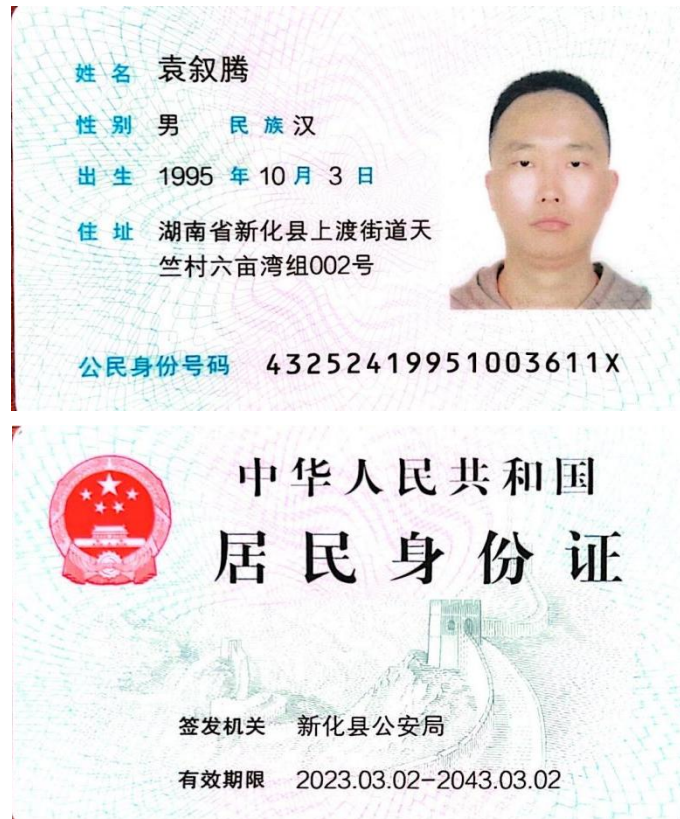 姓名 袁叙腾
性别 男 民族 汉
出生 1995 年 10 月 3 日
住址 湖南省新化县上渡街道天
竺村六亩湾组002号
公民身份号码 43252419951003611X
中华人民共和国
居民身份证
签发机关 新化县公安局
有效期限 2023.03.02-2043.03.02